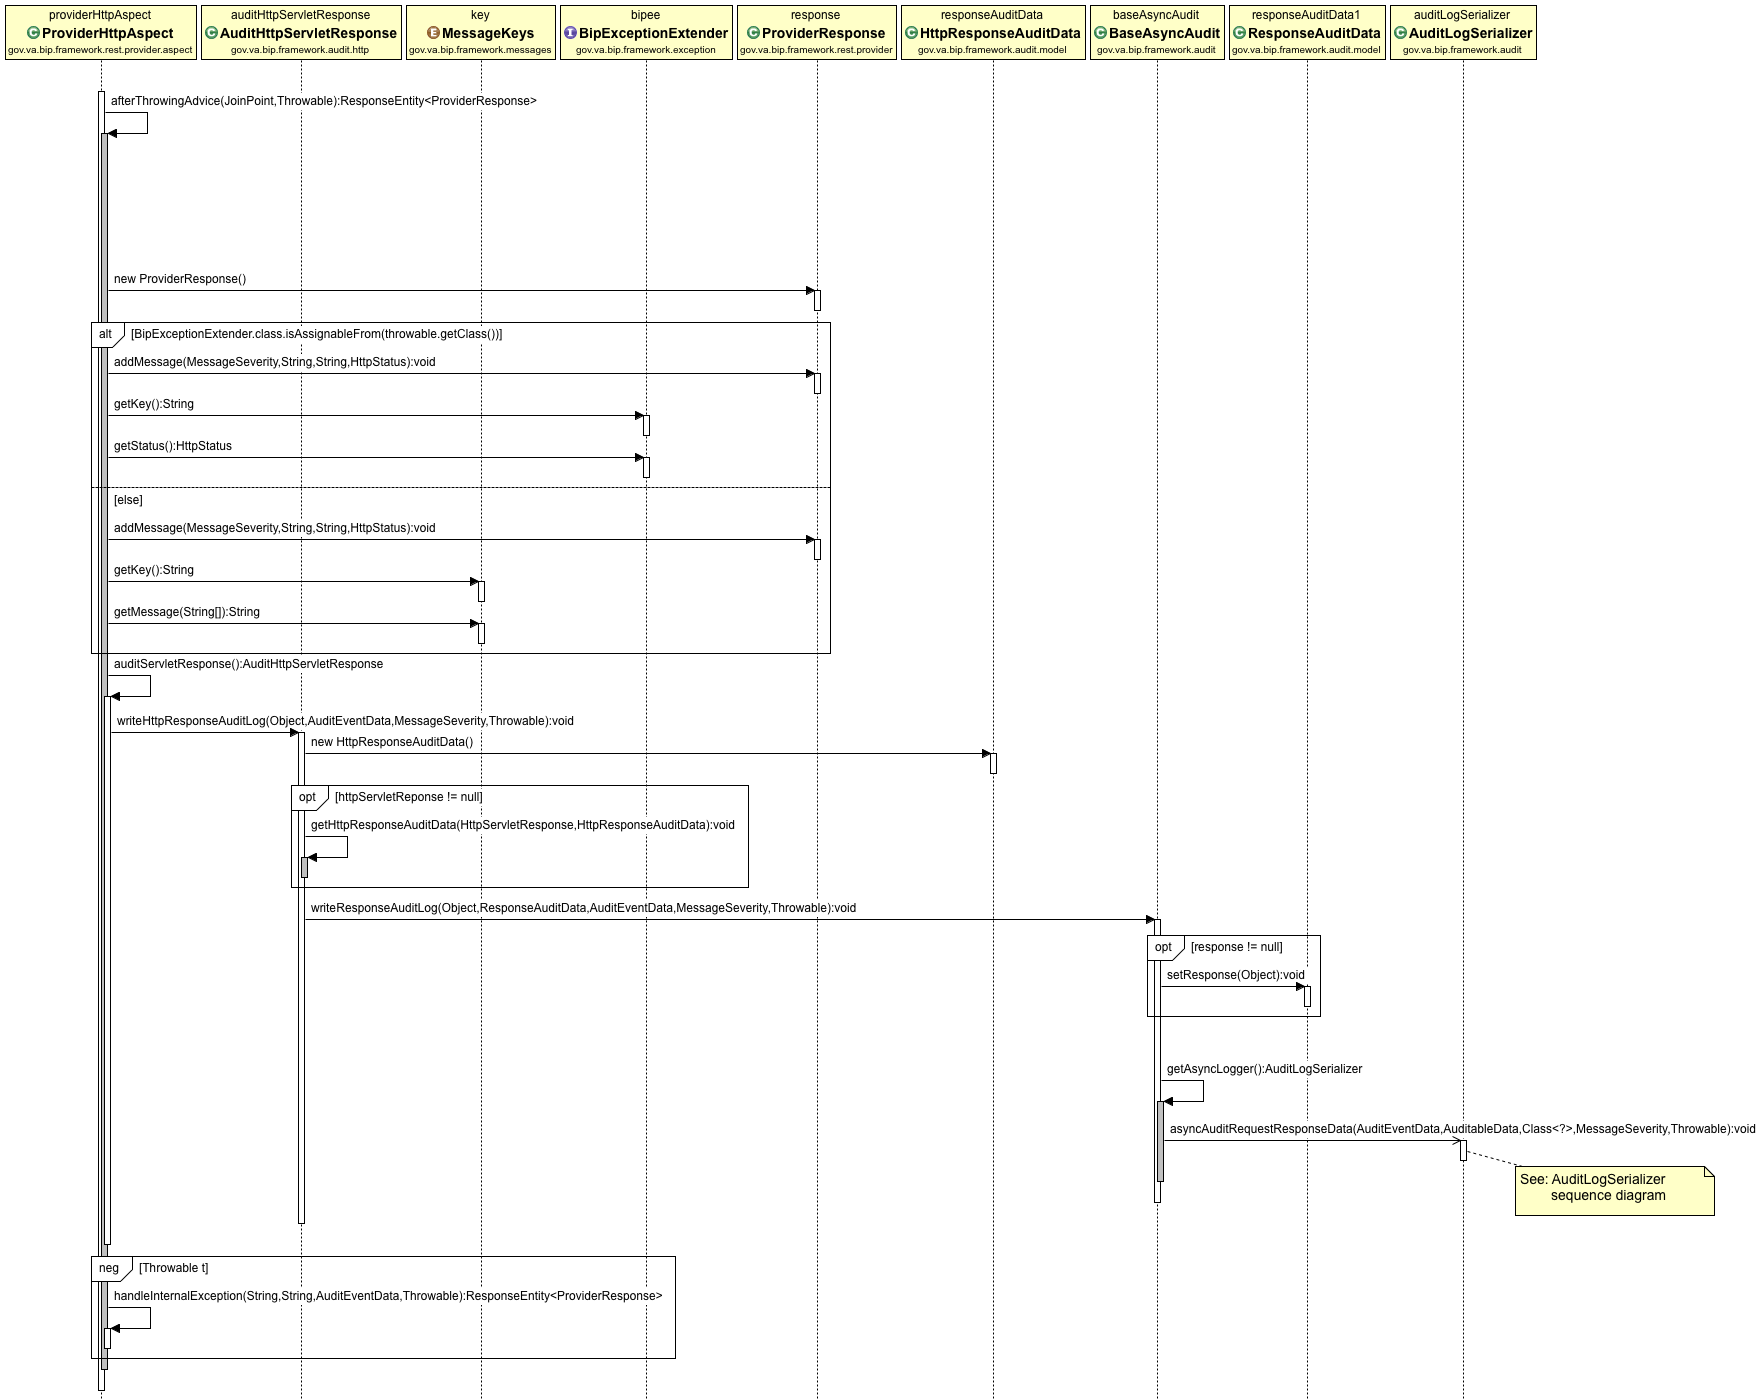 providerHttpAspect
C ProviderHttpAspect
gov.va.bip.framework.rest.provider.aspect
auditHttpServletResponse
C AuditHttpServletResponse
gov.va.bip.framework.audit.http
key
E MessageKeys
gov.va.bip.framework.messages
bipee
I BipExceptionExtender
gov.va.bip.framework.exception
response
C ProviderResponse
gov.va.bip.framework.rest.provider
responseAuditData
C HttpResponseAuditData
gov.va.bip.framework.audit.model
baseAsyncAudit
C BaseAsyncAudit
gov.va.bip.framework.audit
responseAuditData1
C ResponseAuditData
gov.va.bip.framework.audit.model
auditLogSerializer
C AuditLogSerializer
gov.va.bip.framework.audit
afterThrowingAdvice(JoinPoint,Throwable):ResponseEntity<ProviderResponse>
new ProviderResponse()
alt [BipExceptionExtender.class.isAssignableFrom(throwable.getClass())]
addMessage(MessageSeverity,String,String,HttpStatus):void
getKey():String
getStatus():HttpStatus
[else]
addMessage(MessageSeverity,String,String,HttpStatus):void
getKey():String
getMessage(String[]):String
auditServletResponse():AuditHttpServletResponse
writeHttpResponseAuditLog(Object,AuditEventData,MessageSeverity,Throwable):void
new HttpResponseAuditData()
opt [httpServletReponse != null]
getHttpResponseAuditData(HttpServletResponse,HttpResponseAuditData):void
writeResponseAuditLog(Object,ResponseAuditData,AuditEventData,MessageSeverity,Throwable):void
opt [response != null]
setResponse(Object):void
getAsyncLogger():AuditLogSerializer
asyncAuditRequestResponseData(AuditEventData,AuditableData,Class<?>,MessageSeverity,Throwable):void
See: AuditLogSerializer
sequence diagram
neg [Throwable t]
handleInternalException(String,String,AuditEventData,Throwable):ResponseEntity<ProviderResponse>